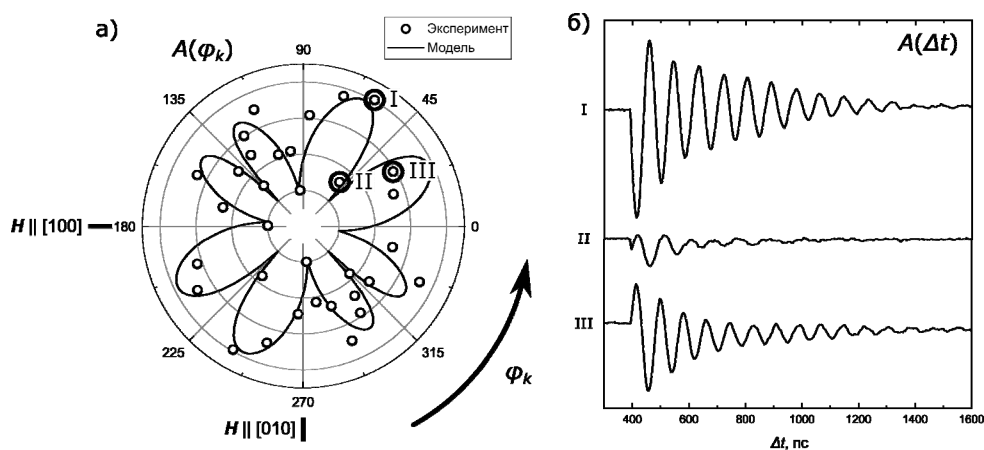 а)
A(φₖ)
Эксперимент
Модель
90
135
45
I
II
III
H || [100]
180
0
225
315
270
H || [010]
φₖ
б)
A(Δt)
I
II
III
400 600 800 1000 1200 1400 1600
Δt, пс